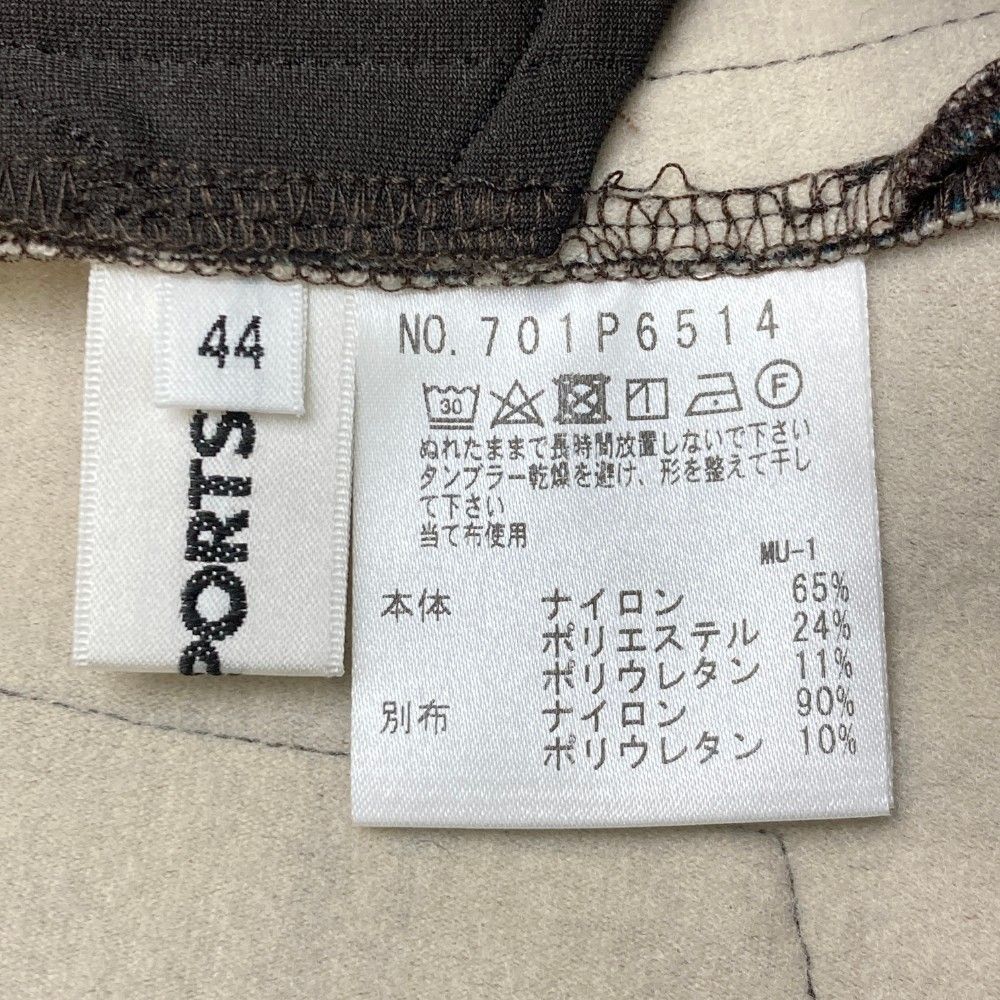 44
PORTS
NO. 701P6514
30
F
ぬれたままで長時間放置しないで下さい
タンブラー乾燥を避け、形を整えて干し
て下さい
当て布使用
MU-1
本体 ナイロン 65%
ポリエステル 24%
ポリウレタン 11%
別布 ナイロン 90%
ポリウレタン 10%